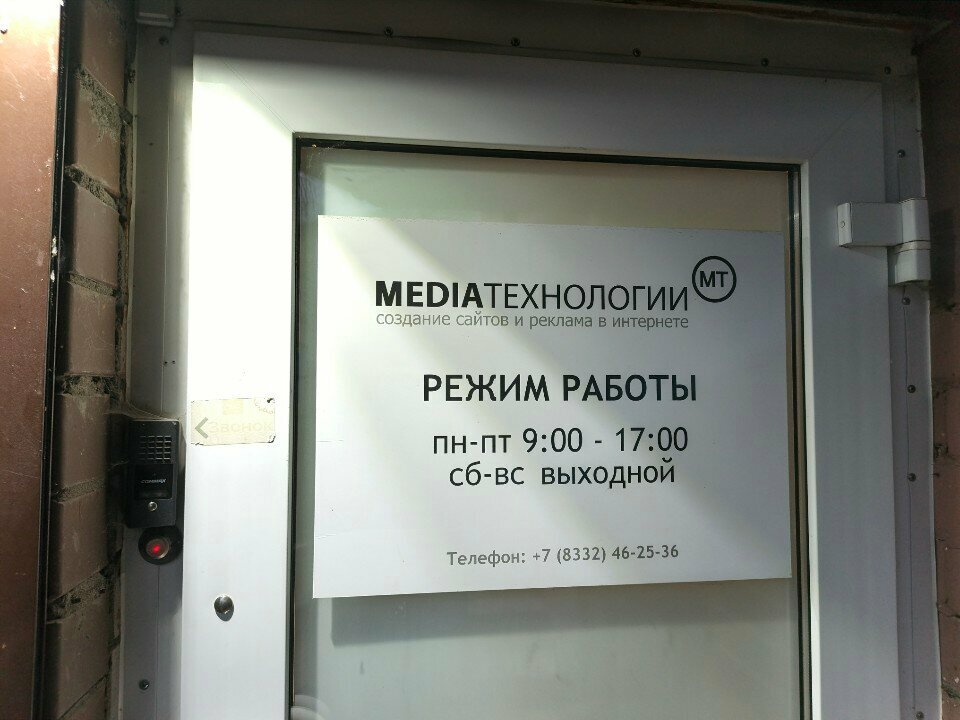 MEDIAТЕХНОЛОГИИ МТ
создание сайтов и реклама в интернете
РЕЖИМ РАБОТЫ
пн-пт 9:00 - 17:00
сб-вс выходной
Телефон: +7 (8332) 46-25-36
COMMAX